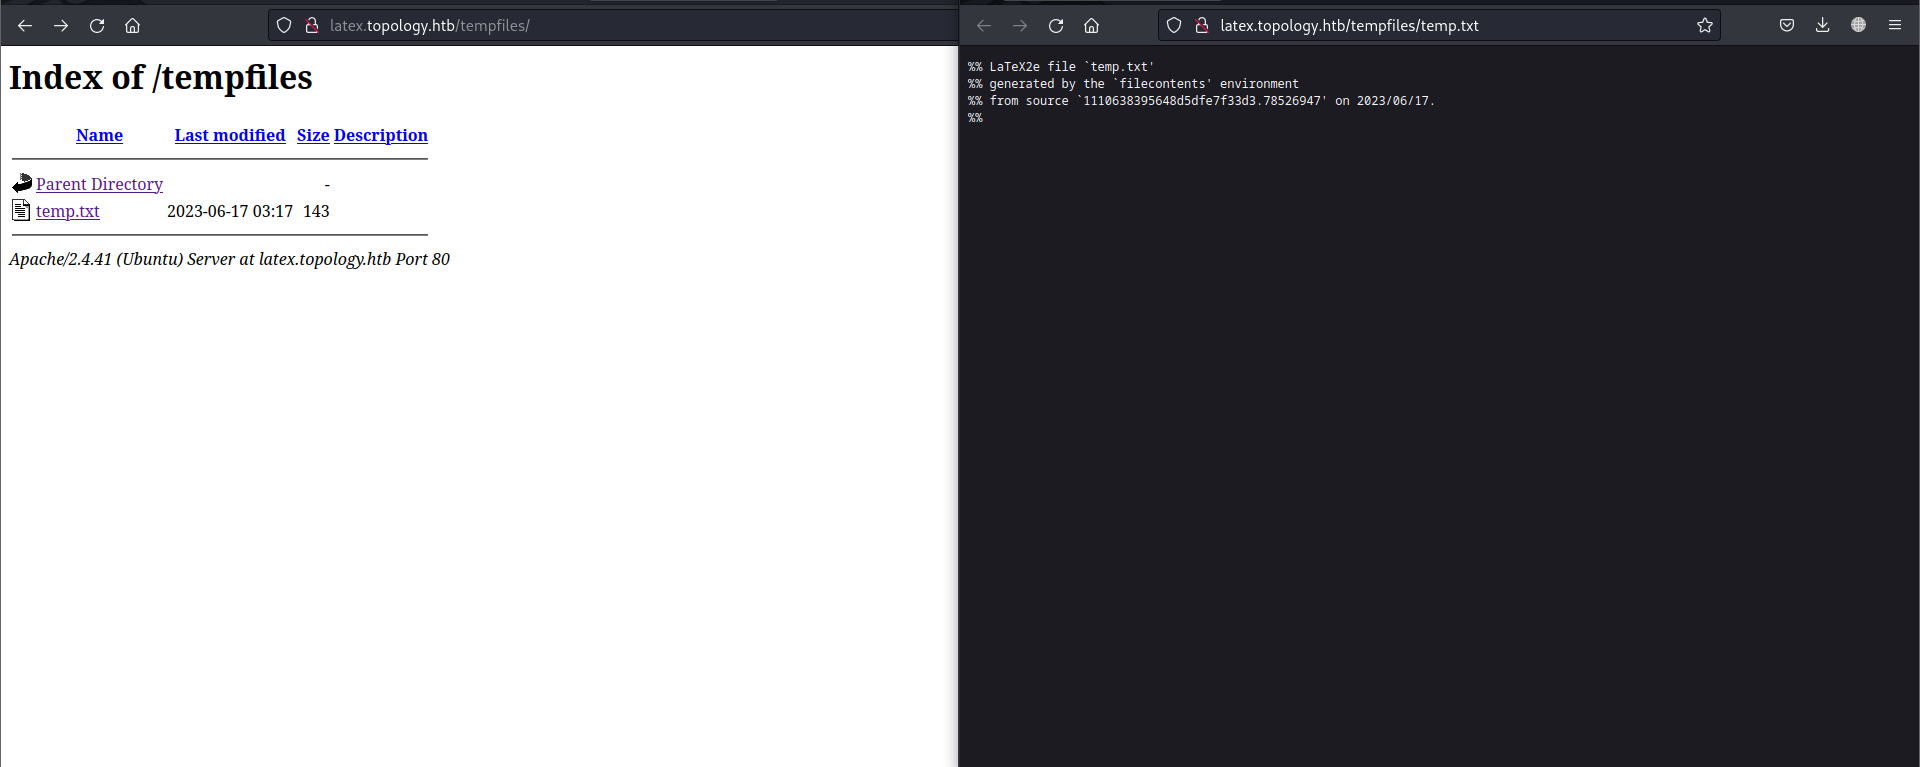 latex.topology.htb/tempfiles/
Index of /tempfiles
Name Last modified Size Description
Parent Directory -
temp.txt 2023-06-17 03:17 143
Apache/2.4.41 (Ubuntu) Server at latex.topology.htb Port 80
latex.topology.htb/tempfiles/temp.txt
%% LaTeX2e file `temp.txt'
%% generated by the `filecontents' environment
%% from source `1110638395648d5dfe7f33d3.78526947' on 2023/06/17.
%%